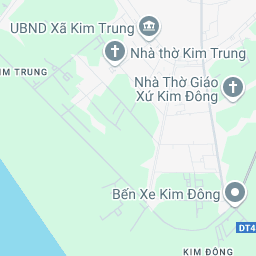 UBND Xã Kim Trung
Nhà thờ Kim Trung
IM TRUNG
Nhà Thờ Giáo
Xứ Kim Đông
Bến Xe Kim Đông
DT4
KIM ĐÔNG